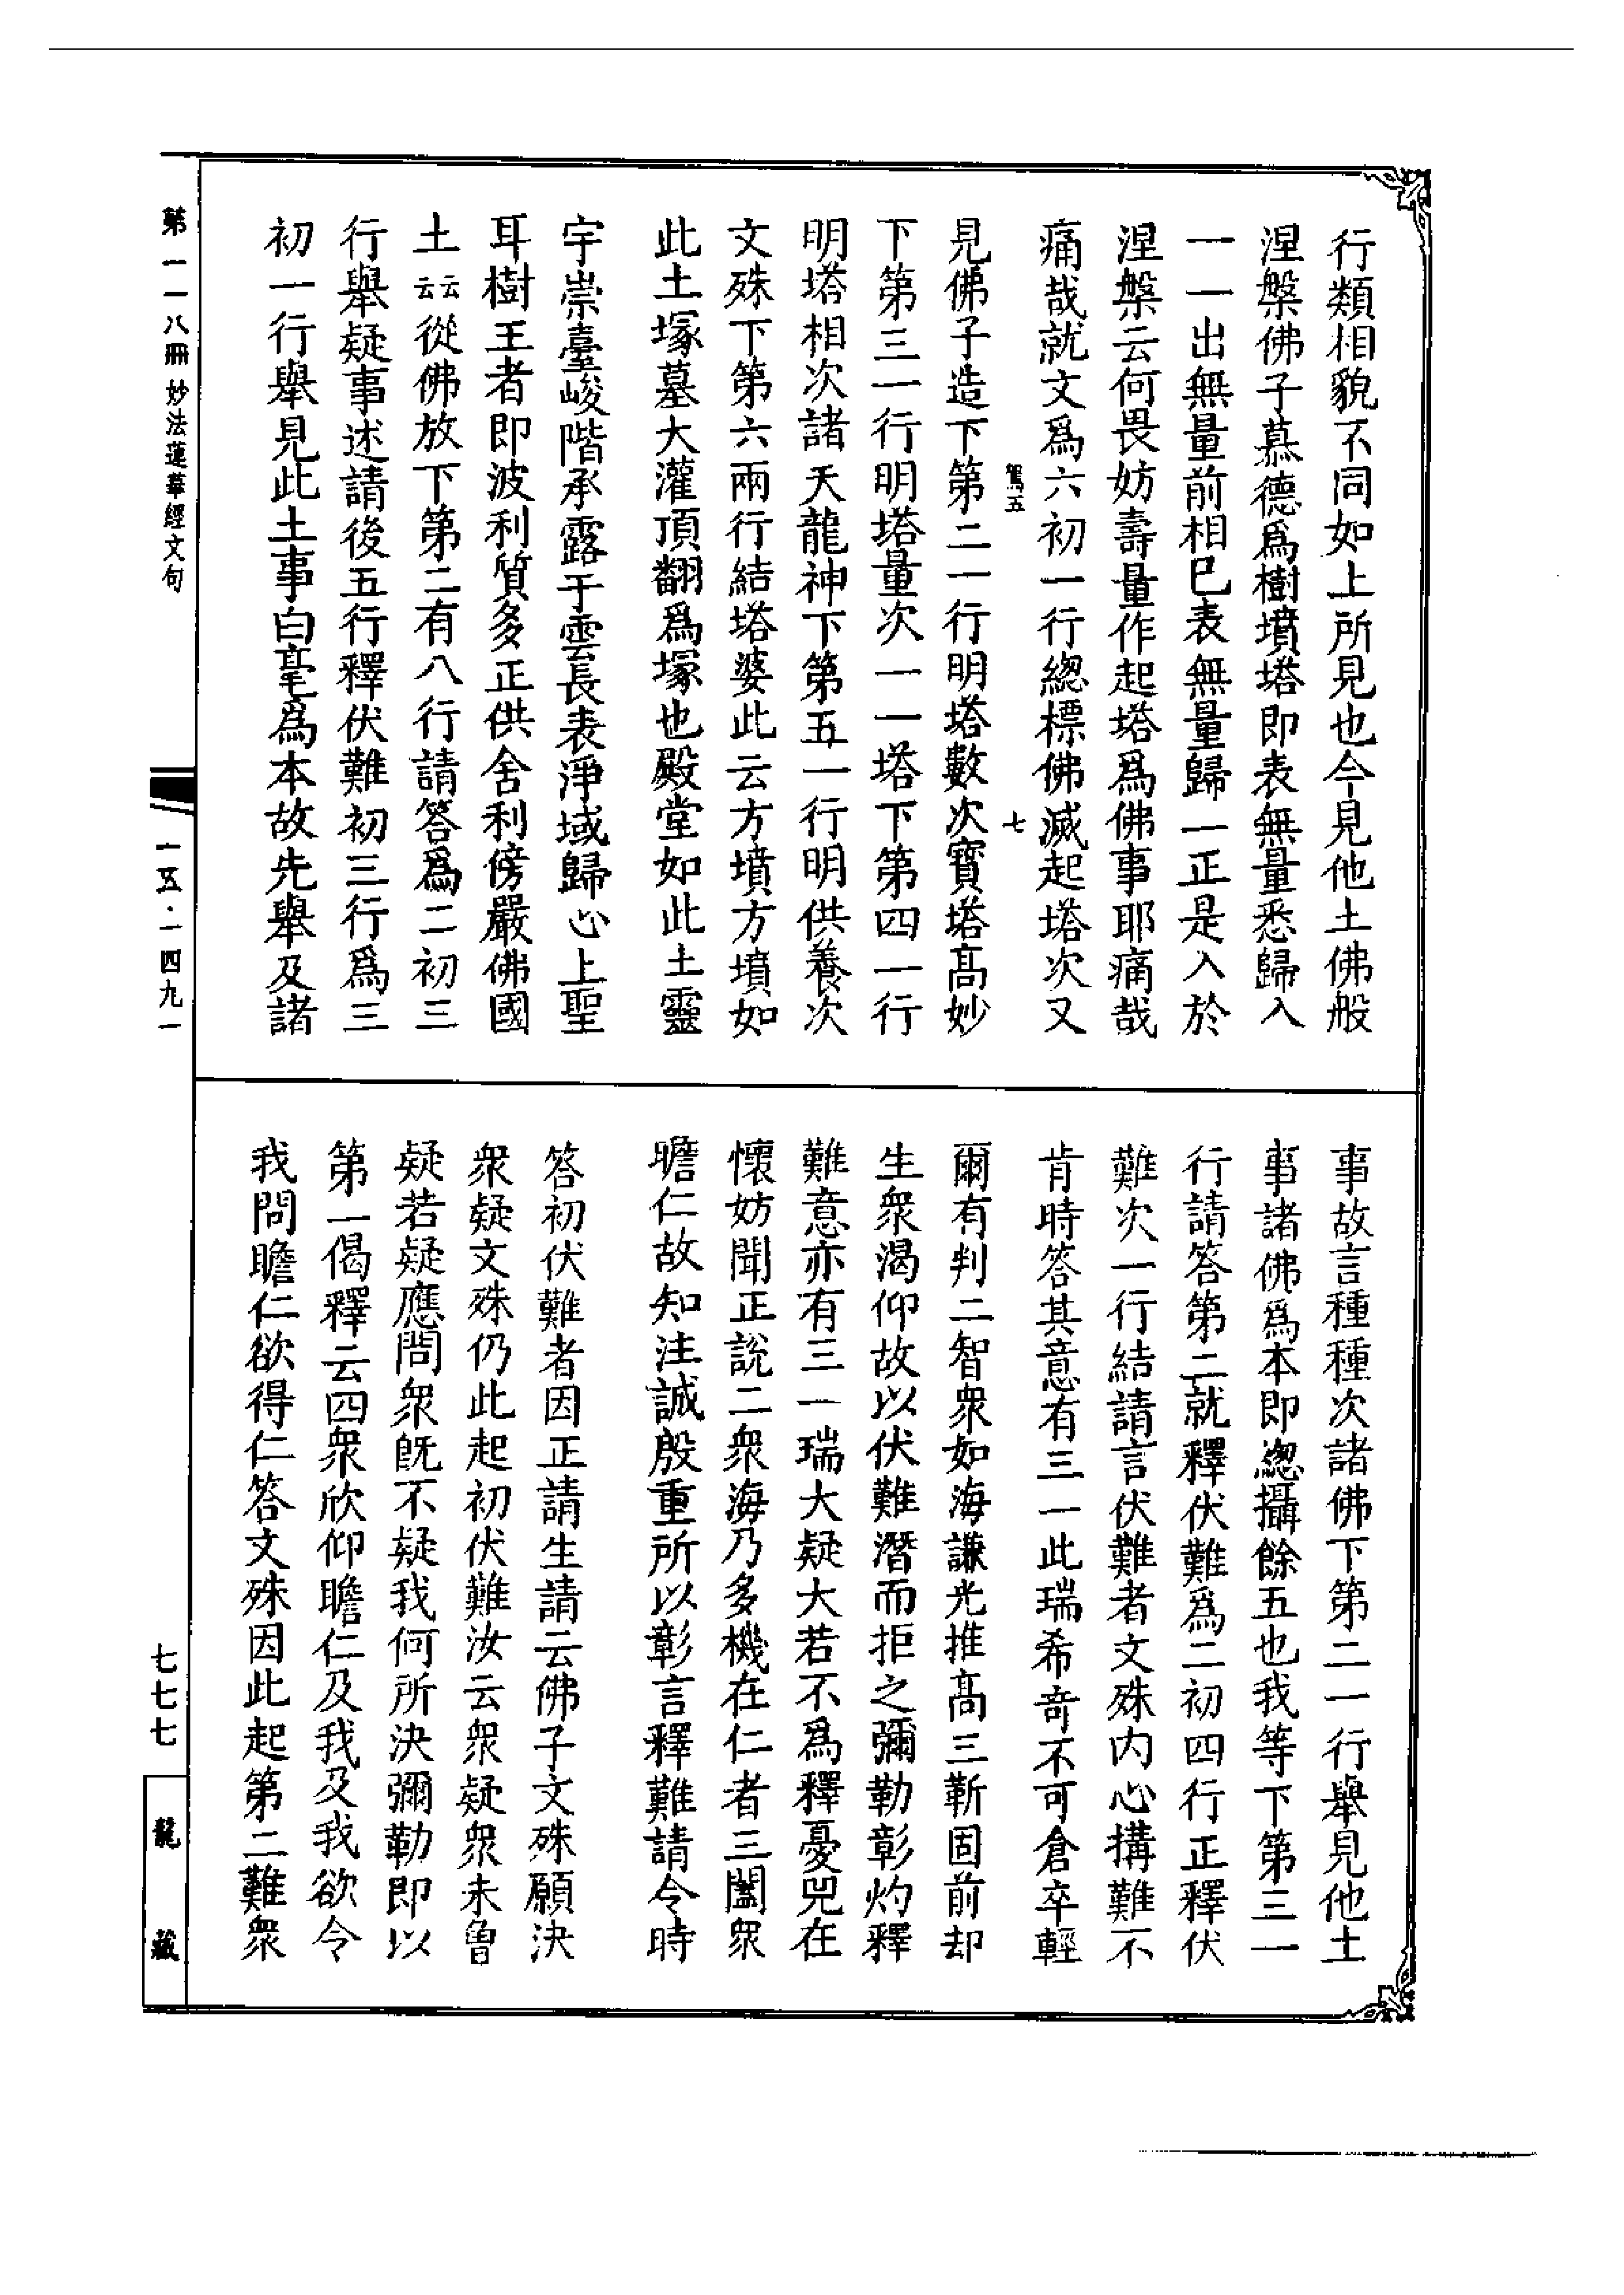 行類相貌不同如上所見也今見他土佛般
涅槃佛子慕德爲樹墳塔即表無量悉歸入
一一出無量前相巳表無量歸一正是入於
涅槃云何畏妨壽量作起塔爲佛事耶痛哉
痛哉就文爲六初一行總標佛滅起塔次又
駕五
七
見佛子造下第二一行明塔數次寳塔髙妙
下第三一行明塔量次一一塔下第四一行
明塔相次諸天龍神下第五一行明供養次
文殊下第六兩行結塔婆此云方墳方墳如
此土塚墓大灌頂翻爲塚也殿堂如此土靈
宇崇臺峻階承露于雲長表淨域歸心上聖
耳樹王者即波利質多正供舍利傍嚴佛國
土云云從佛放下第二有八行請答爲二初三
行舉疑事述請後五行釋伏難初三行爲三
初一行舉見此土事白毫爲本故先舉及諸
事故言種種次諸佛下第二一行舉見他土
事諸佛爲本即緫攝餘五也我等下第三一
行請答第二就釋伏難爲二初四行正釋伏
難次一行結請言伏難者文殊内心搆難不
肯時答其意有三一此瑞希竒不可倉卒輕
爾有判二智衆如海謙光推髙三靳固前却
生衆渴仰故以伏難潛而拒之彌勒彰灼釋
難意亦有三一瑞大疑大若不爲釋憂兕在
懷妨聞正說二衆海乃多機在仁者三闔衆
瞻仁故知注誠殷重所以彰言釋難請令時
答初伏難者因正請生請云佛子文殊願決
衆疑文殊仍此起初伏難汝云衆疑衆未曾
疑若疑應問衆旣不疑我何所決彌勒即以
第一偈釋云四衆欣仰瞻仁及我及我欲令
我問瞻仁欲得仁答文殊因此起第二難衆
第一一八冊 妙法蓮華經文句
一五·一四九一
七七七
龍藏